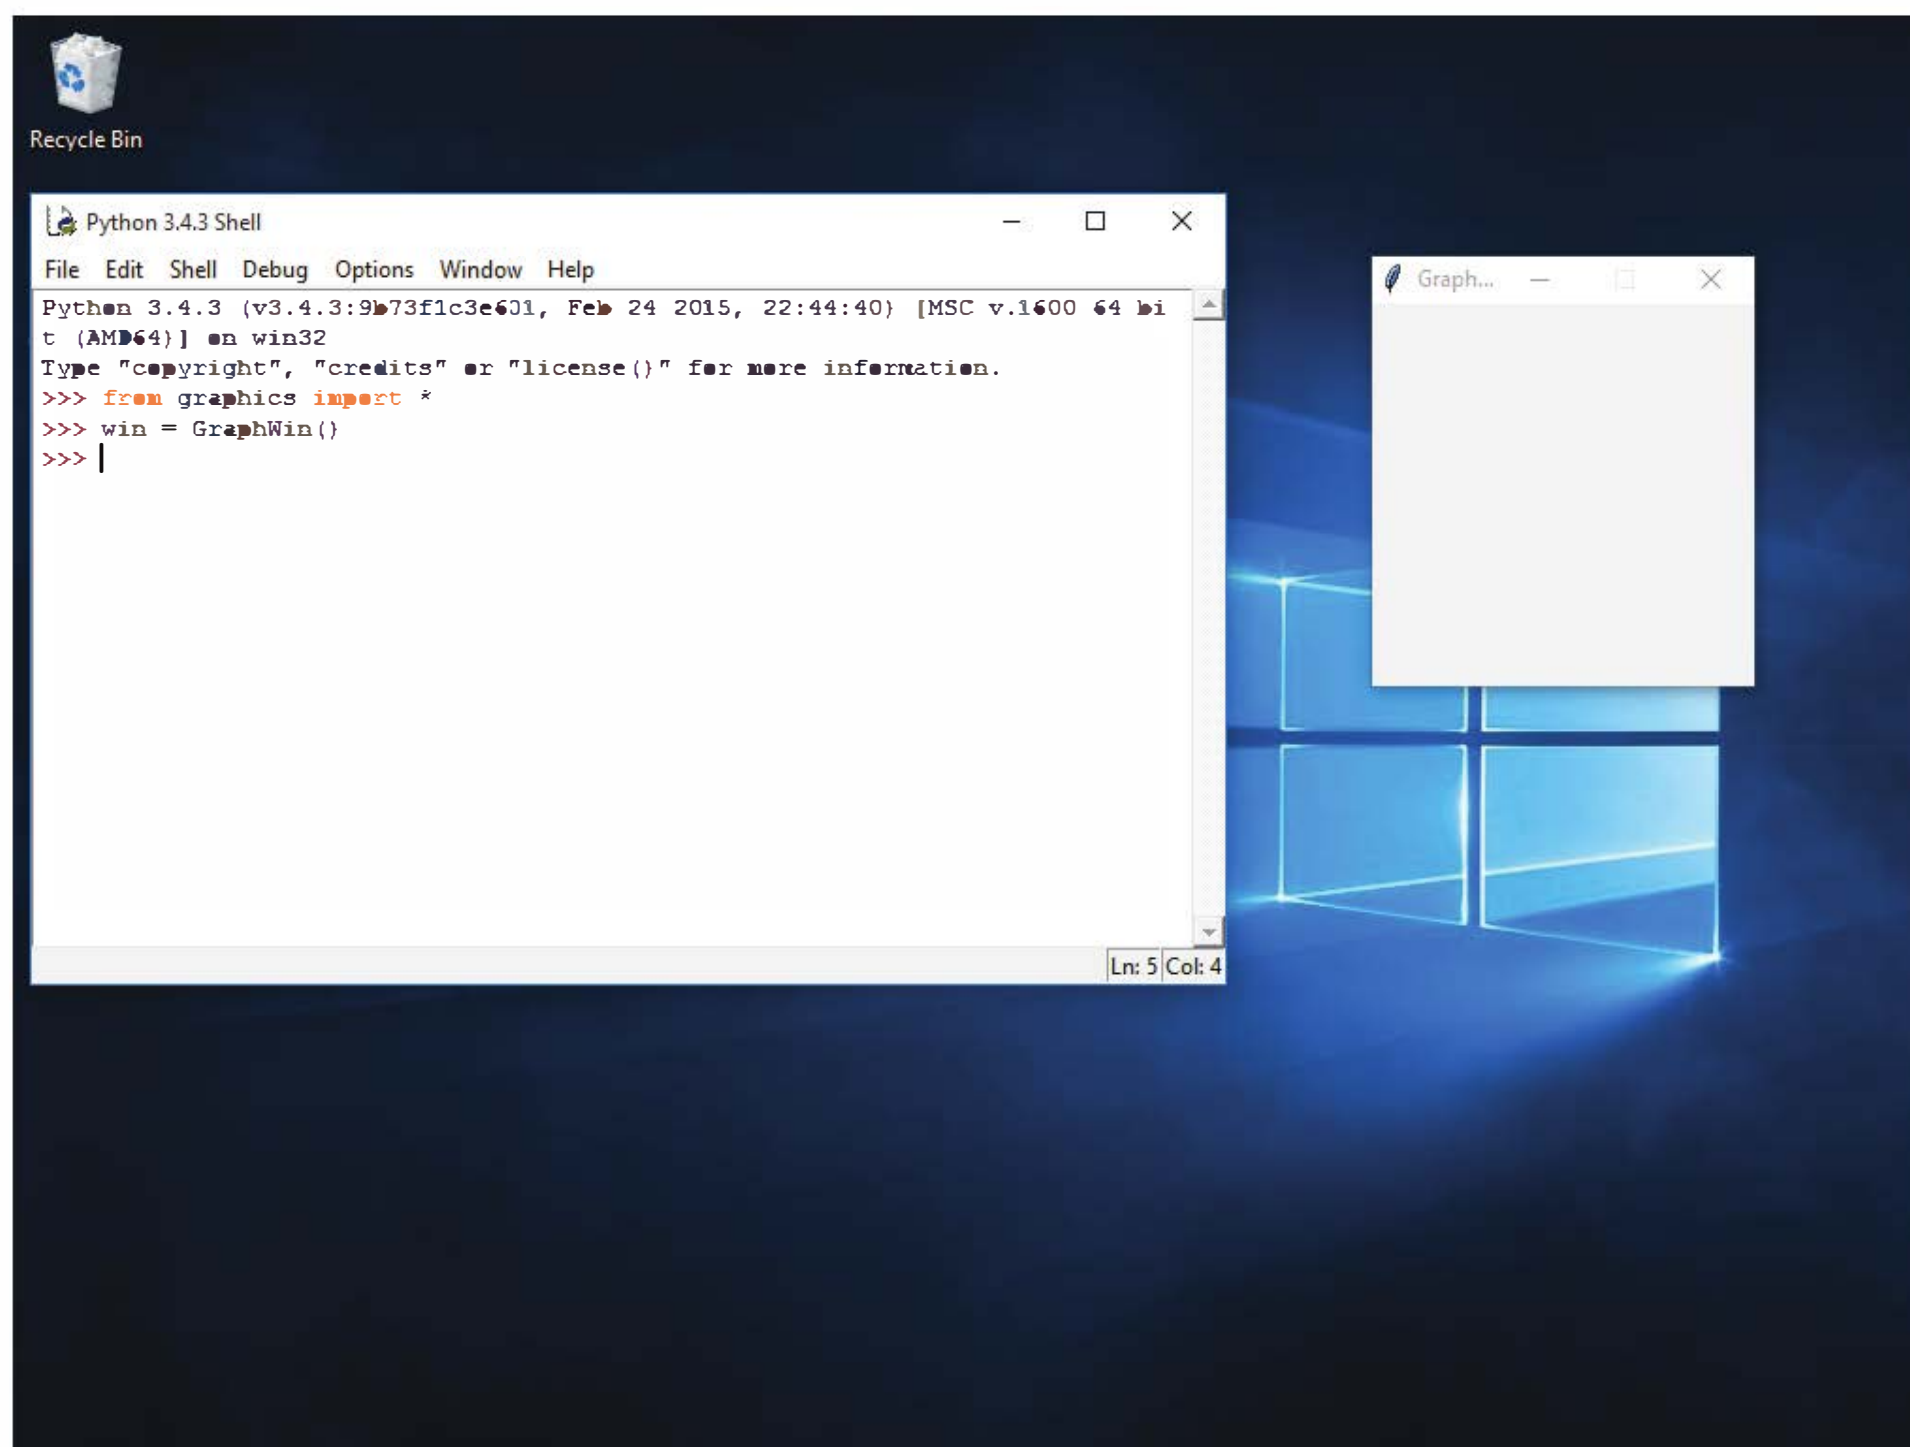 Recycle Bin
Python 3.4.3 Shell
File Edit Shell Debug Options Window Help
Python 3.4.3 (v3.4.3:9b73f1c3e601, Feb 24 2015, 22:44:40) [MSC v.1600 64 bi
t (AMD64)] on win32
Type "copyright", "credits" or "license()" for more information.
>>> from graphics import *
>>> win = GraphWin()
>>>
Ln: 5 Col: 4
Graph...